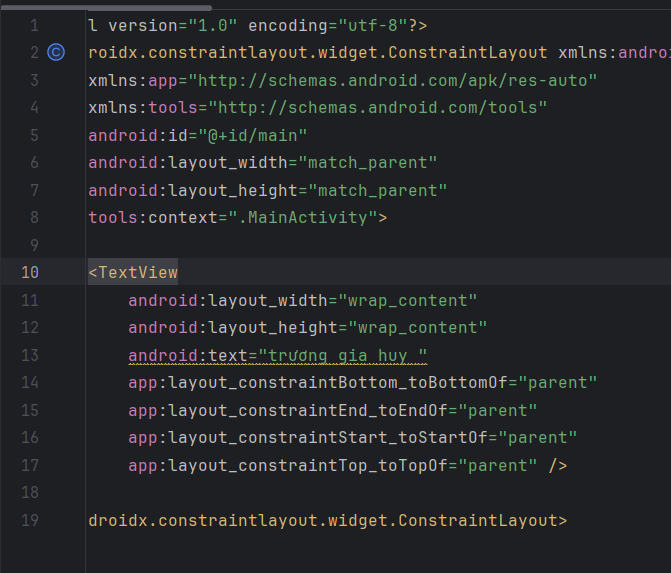 1 l version="1.0" encoding="utf-8"?>
2 C roidx.constraintlayout.widget.ConstraintLayout xmlns:andro
3 xmlns:app="http://schemas.android.com/apk/res-auto"
4 xmlns:tools="http://schemas.android.com/tools"
5 android:id="@+id/main"
6 android:layout_width="match_parent"
7 android:layout_height="match_parent"
8 tools:context=".MainActivity">
9
10 <TextView
11 android:layout_width="wrap_content"
12 android:layout_height="wrap_content"
13 android:text="trương gia huy "
14 app:layout_constraintBottom_toBottomOf="parent"
15 app:layout_constraintEnd_toEndOf="parent"
16 app:layout_constraintStart_toStartOf="parent"
17 app:layout_constraintTop_toTopOf="parent" />
18
19 droidx.constraintlayout.widget.ConstraintLayout>